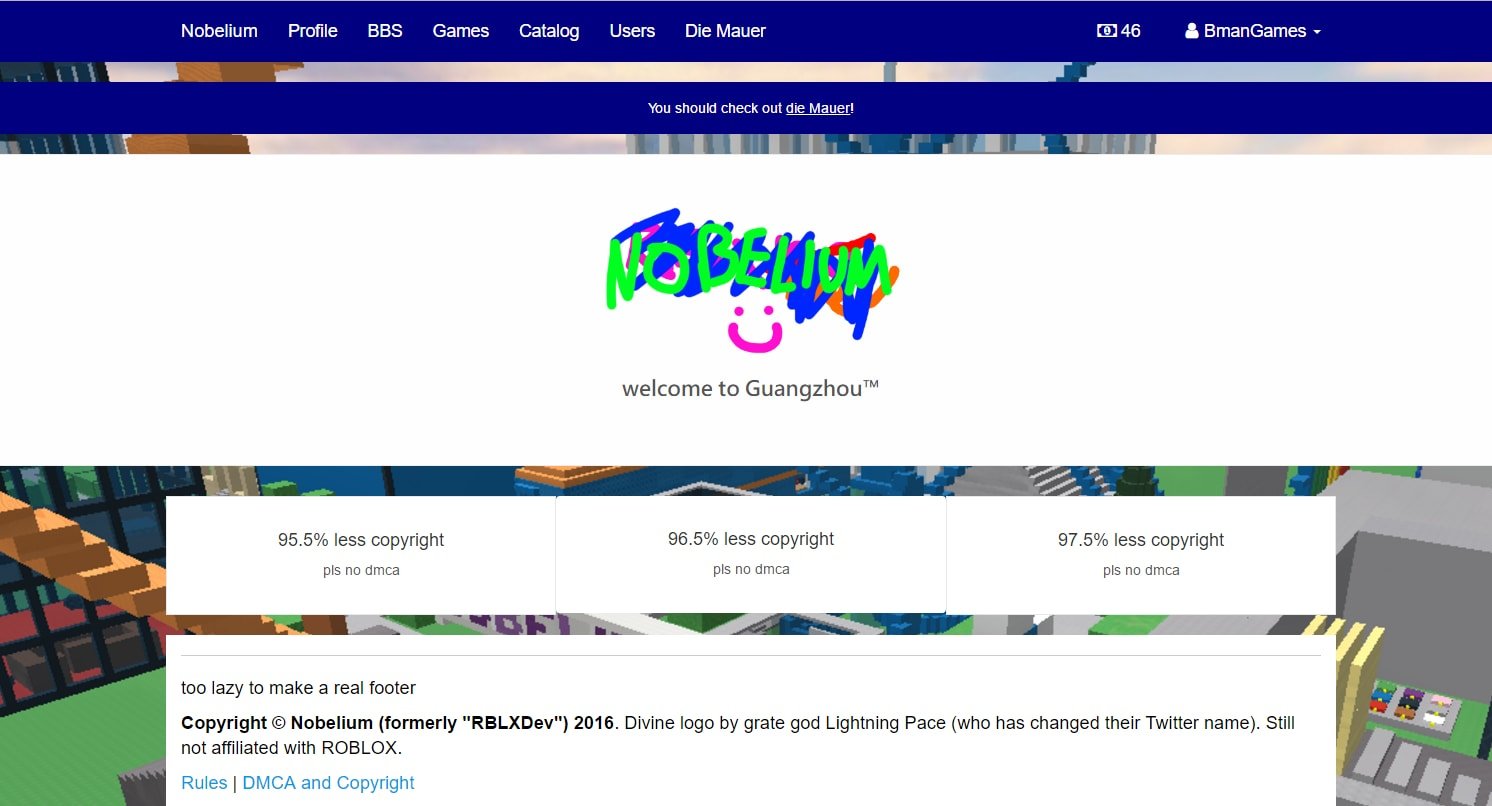 Nobelium Profile BBS Games Catalog Users Die Mauer 46 BmanGames
You should check out die Mauer!
NOBELIUM
welcome to Guangzhou™
95.5% less copyright 96.5% less copyright 97.5% less copyright
pls no dmca pls no dmca pls no dmca
too lazy to make a real footer
Copyright © Nobelium (formerly "RBLXDev") 2016. Divine logo by grate god Lightning Pace (who has changed their Twitter name). Still
not affiliated with ROBLOX.
Rules | DMCA and Copyright